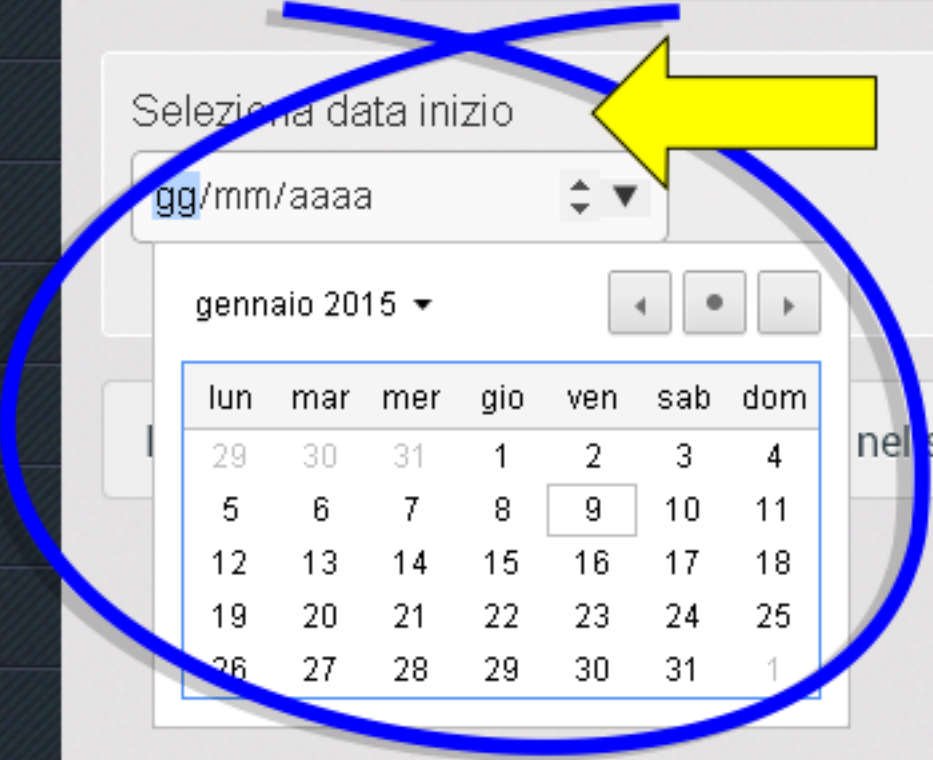 Seleziona data inizio
gg/mm/aaaa
gennaio 2015
lun mar mer gio ven sab dom
29 30 31 1 2 3 4
5 6 7 8 9 10 11
12 13 14 15 16 17 18
19 20 21 22 23 24 25
26 27 28 29 30 31 1